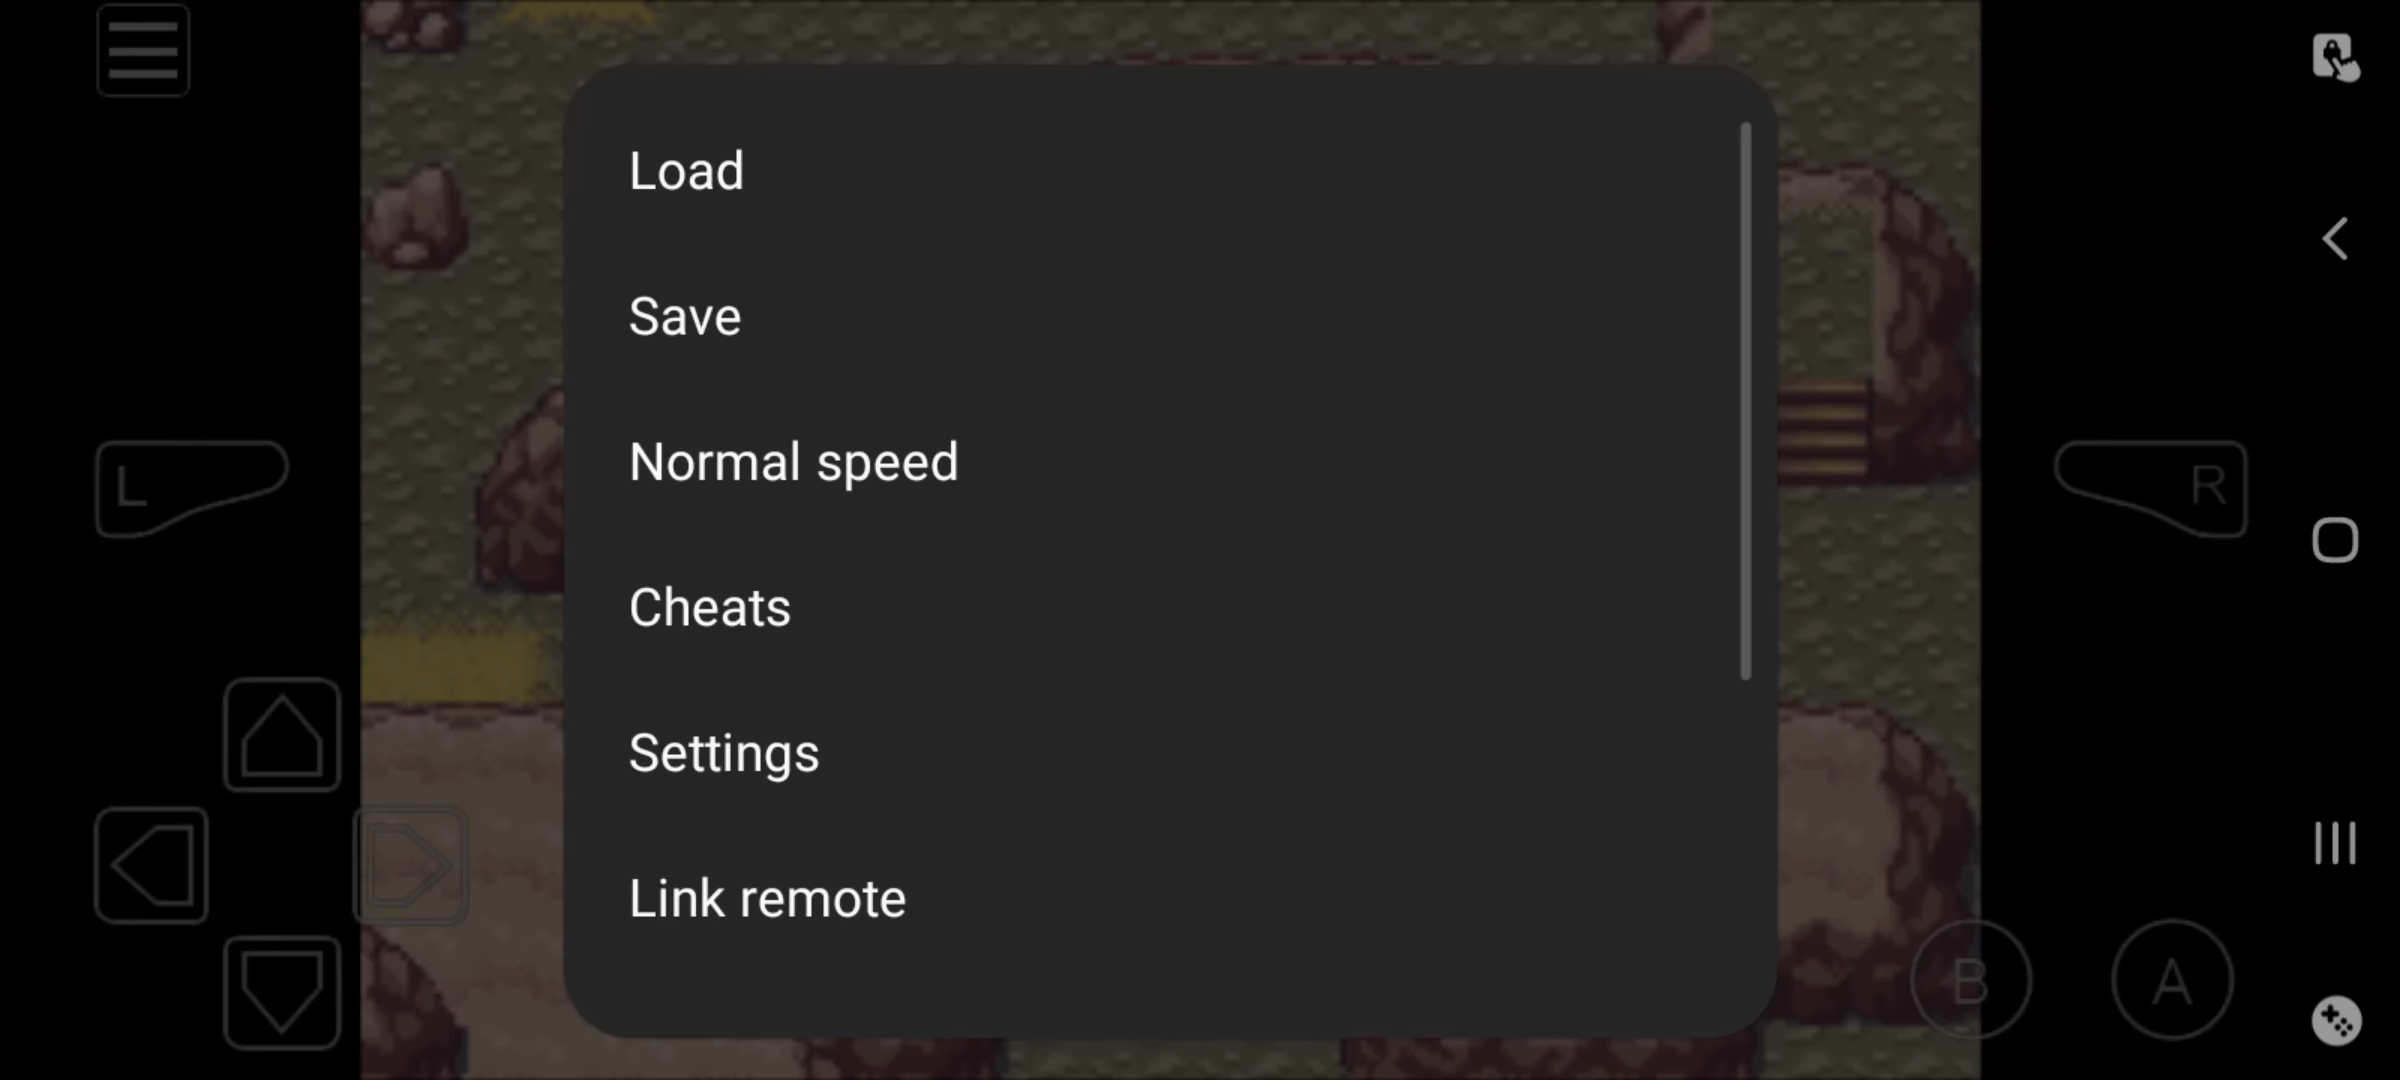 Load
Save
Normal speed
Cheats
Settings
Link remote
L
R
B
A